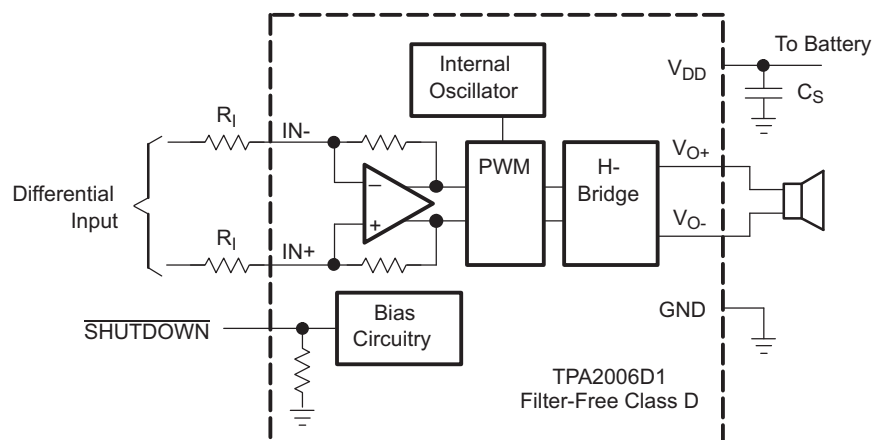 To Battery
Internal
Oscillator
VDD
CS
RI
IN-
PWM
H-
Bridge
VO+
Differential
Input
−
+
VO-
RI
IN+
GND
SHUTDOWN
Bias
Circuitry
TPA2006D1
Filter-Free Class D